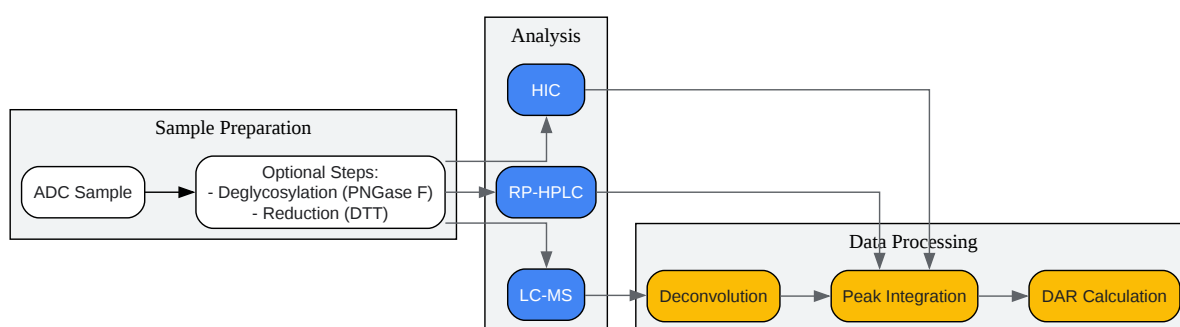 Sample Preparation
ADC Sample
Optional Steps:
- Deglycosylation (PNGase F)
- Reduction (DTT)
Analysis
HIC
RP-HPLC
LC-MS
Data Processing
Deconvolution
Peak Integration
DAR Calculation